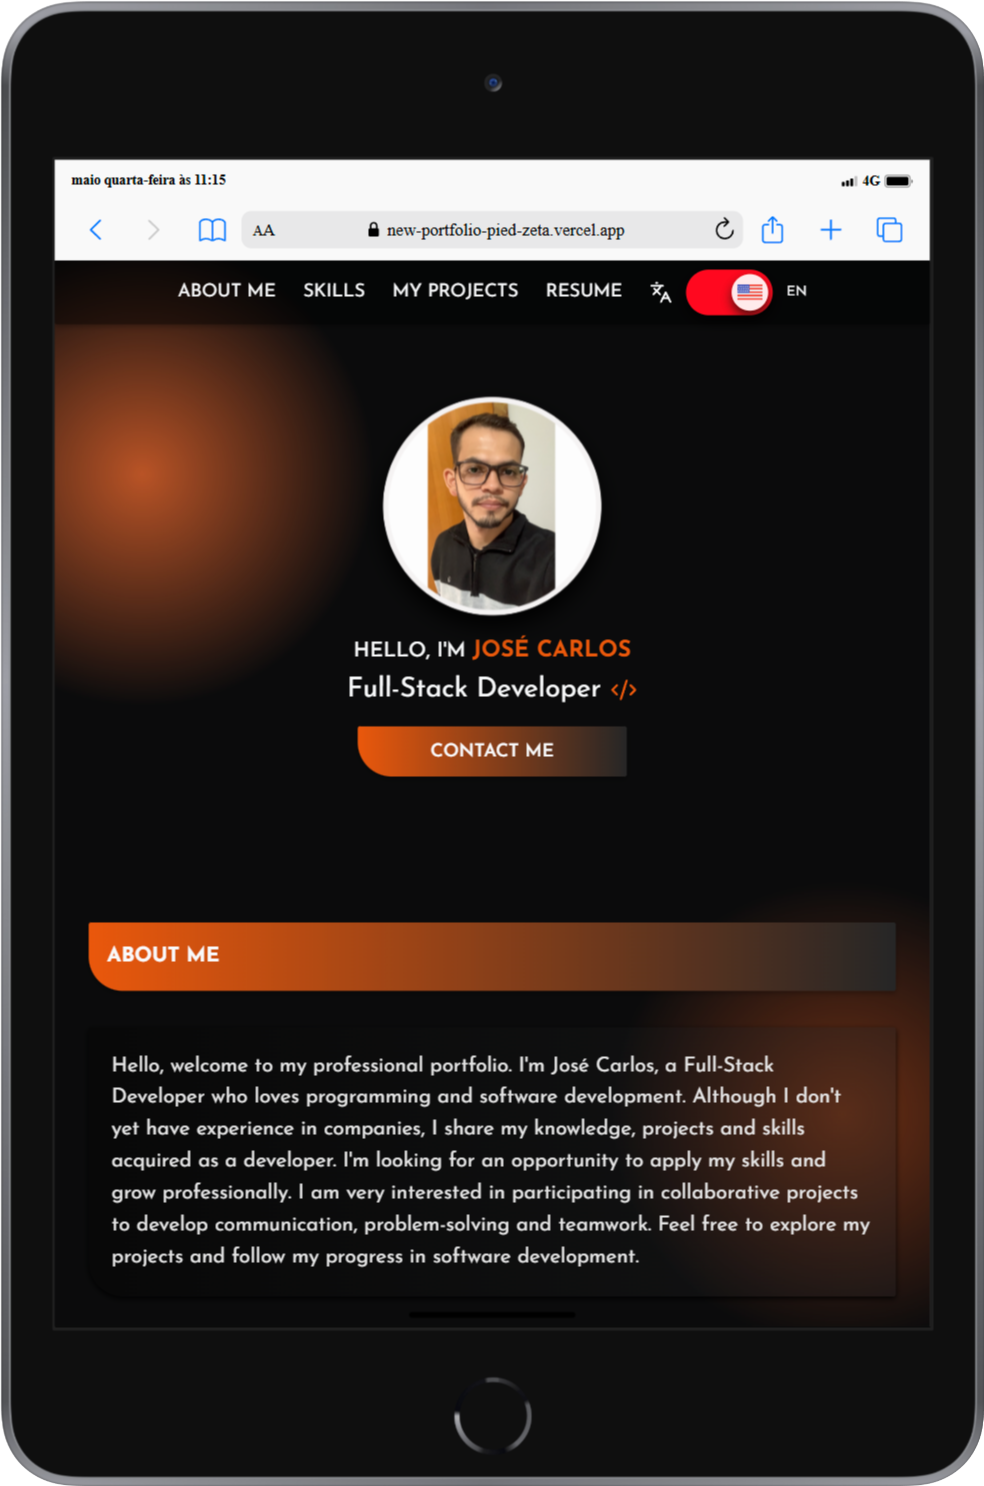 maio quarta-feira às 11:15
4G
AA
new-portfolio-pied-zeta.vercel.app
ABOUT ME SKILLS MY PROJECTS RESUME EN
HELLO, I'M JOSÉ CARLOS
Full-Stack Developer </>
CONTACT ME
ABOUT ME
Hello, welcome to my professional portfolio. I'm José Carlos, a Full-Stack
Developer who loves programming and software development. Although I don't
yet have experience in companies, I share my knowledge, projects and skills
acquired as a developer. I'm looking for an opportunity to apply my skills and
grow professionally. I am very interested in participating in collaborative projects
to develop communication, problem-solving and teamwork. Feel free to explore my
projects and follow my progress in software development.